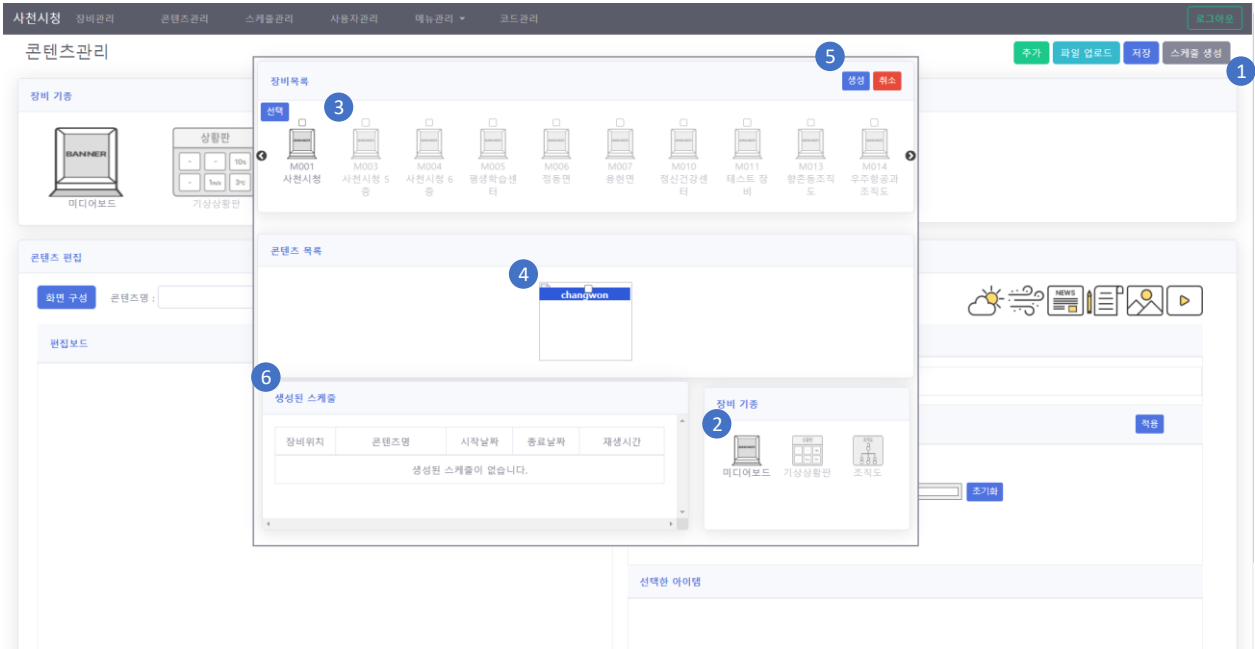 사천시청 장비관리 콘텐츠관리 스케줄관리 사용자관리 메뉴관리 코드관리 로그아웃
콘텐츠관리
추가 파일 업로드 저장 스케줄 생성
1
장비 기종
BANNER
미디어보드
상황판
- - 10%
- 1m/s 3℃
기상상황판
5
장비목록
생성 취소
선택
3
M001 사천시청
M003 사천시청 5층
M004 사천시청 6층
M005 평생학습센터
M006 정동면
M007 용현면
M010 정신건강센터
M011 테스트 장비
M013 향촌동조직도
M014 우주항공과 조직도
콘텐츠 목록
4
changwon
6
생성된 스케줄
장비위치 콘텐츠명 시작날짜 종료날짜 재생시간
생성된 스케줄이 없습니다.
장비 기종
2
미디어보드 기상상황판 조직도
콘텐츠 편집
화면 구성 콘텐츠명 :
NEWS
편집보드
적용
초기화
선택한 아이템